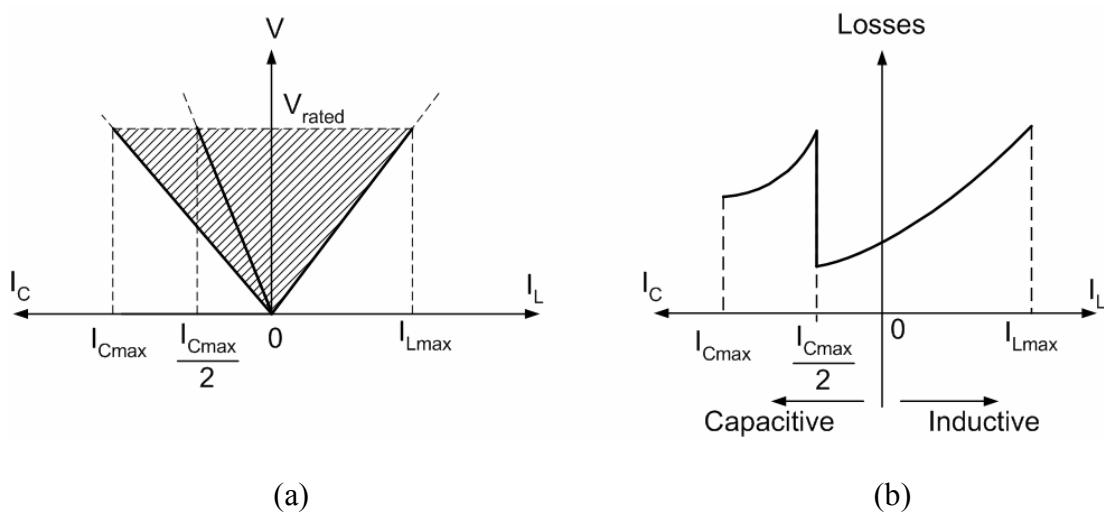 V
V_rated
I_C
I_L
I_Cmax
I_Cmax
2
0
I_Lmax
(a)
Losses
I_C
I_L
I_Cmax
I_Cmax
2
0
I_Lmax
Capacitive
Inductive
(b)